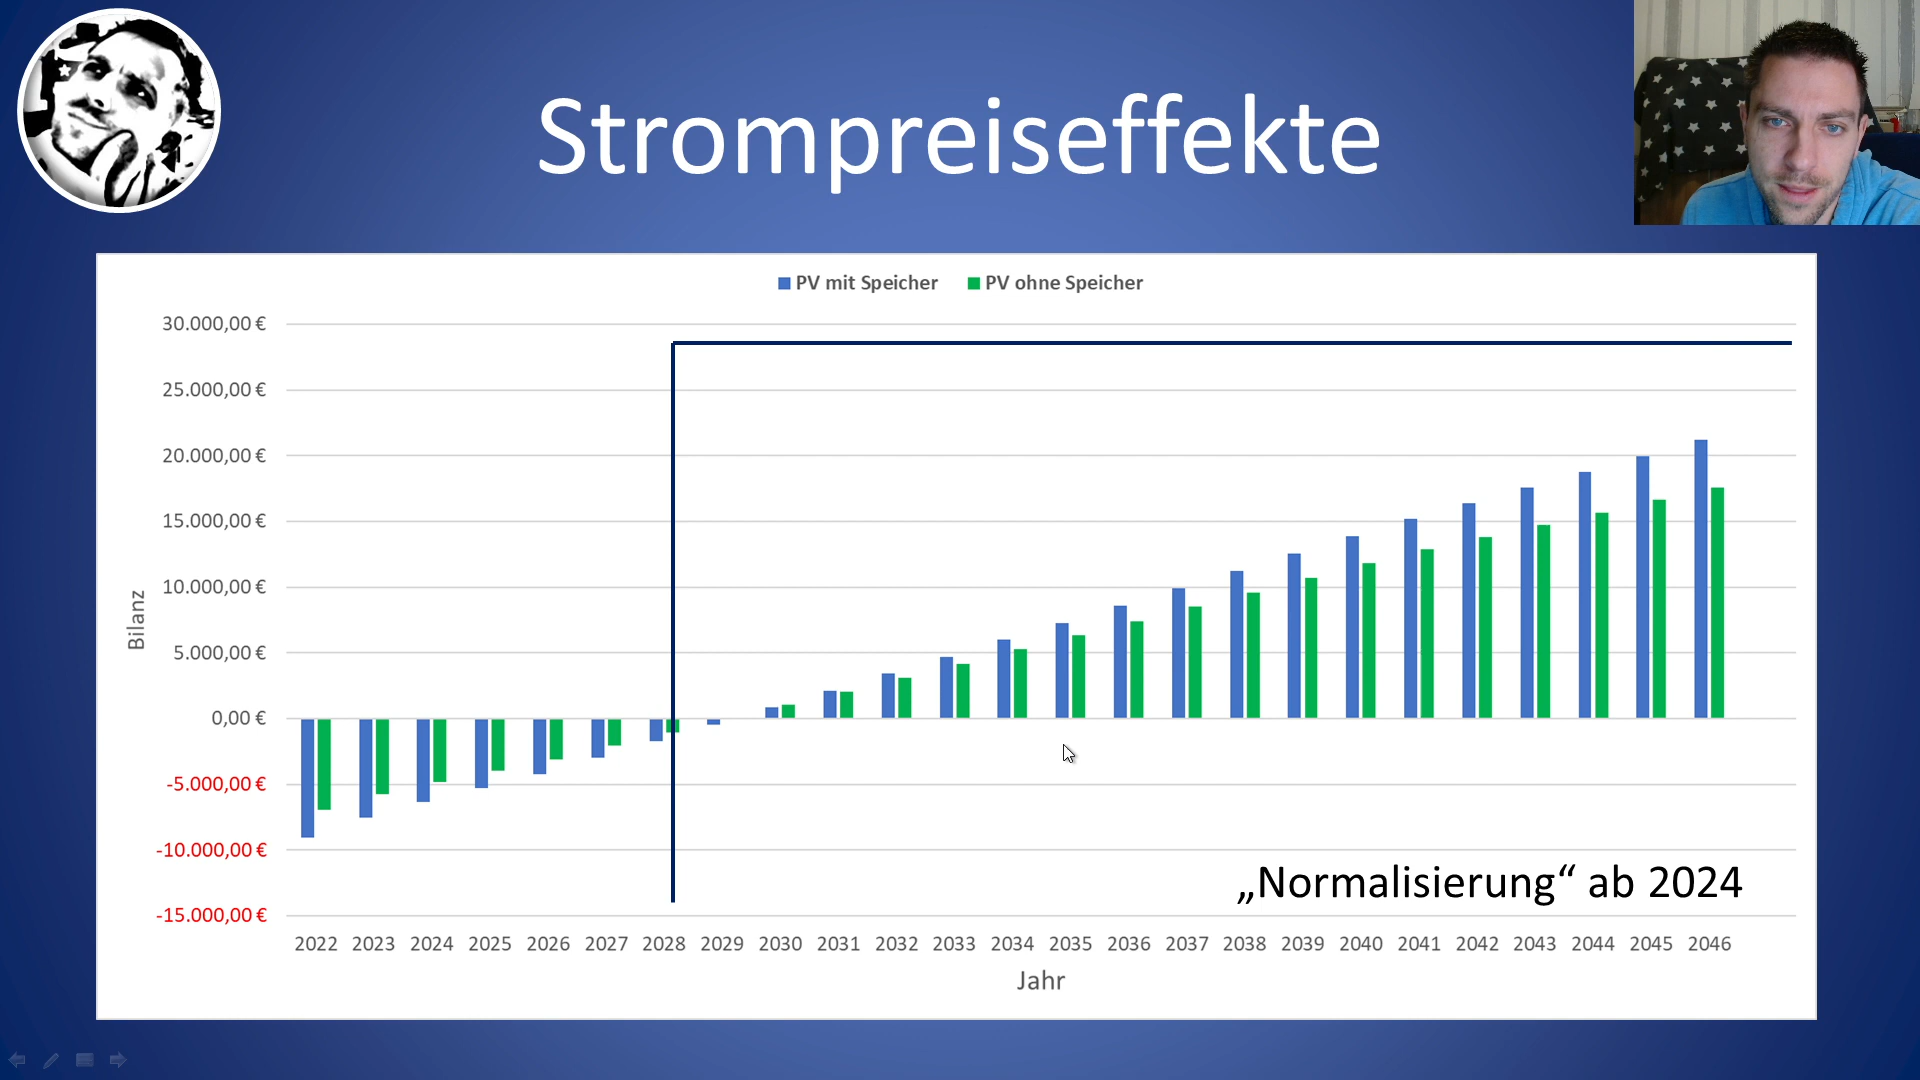 Strompreiseffekte
PV mit Speicher PV ohne Speicher
30.000,00 €
25.000,00 €
20.000,00 €
15.000,00 €
10.000,00 €
5.000,00 €
0,00 €
-5.000,00 €
-10.000,00 €
-15.000,00 €
Bilanz
„Normalisierung“ ab 2024
2022 2023 2024 2025 2026 2027 2028 2029 2030 2031 2032 2033 2034 2035 2036 2037 2038 2039 2040 2041 2042 2043 2044 2045 2046
Jahr